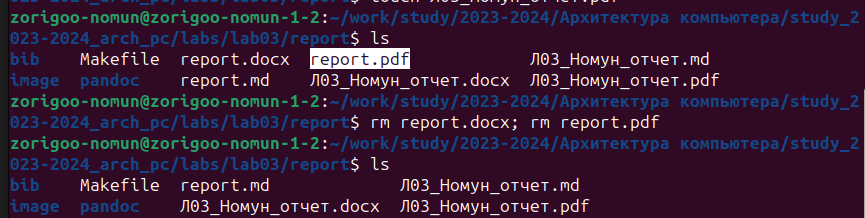 zorigoo-nomun@zorigoo-nomun-1-2:~/work/study/2023-2024/Архитектура компьютера/study_2
023-2024_arch_pc/labs/lab03/report$ ls
bib    Makefile  report.docx  report.pdf           Л03_Номун_отчет.md
image  pandoc    report.md    Л03_Номун_отчет.docx  Л03_Номун_отчет.pdf
zorigoo-nomun@zorigoo-nomun-1-2:~/work/study/2023-2024/Архитектура компьютера/study_2
023-2024_arch_pc/labs/lab03/report$ rm report.docx; rm report.pdf
zorigoo-nomun@zorigoo-nomun-1-2:~/work/study/2023-2024/Архитектура компьютера/study_2
023-2024_arch_pc/labs/lab03/report$ ls
bib    Makefile  report.md            Л03_Номун_отчет.md
image  pandoc    Л03_Номун_отчет.docx  Л03_Номун_отчет.pdf